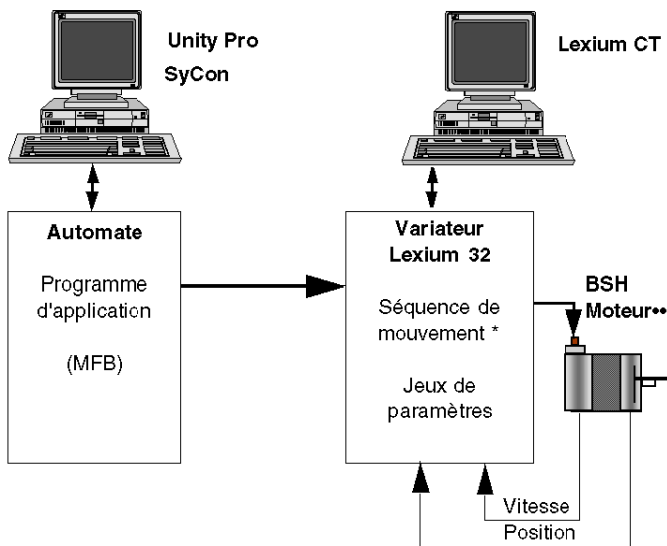 Unity Pro
SyCon
Lexium CT
Automate
Programme
d'application
(MFB)
Variateur
Lexium 32
Séquence de
mouvement *
Jeux de
paramètres
BSH
Moteur••
Vitesse
Position